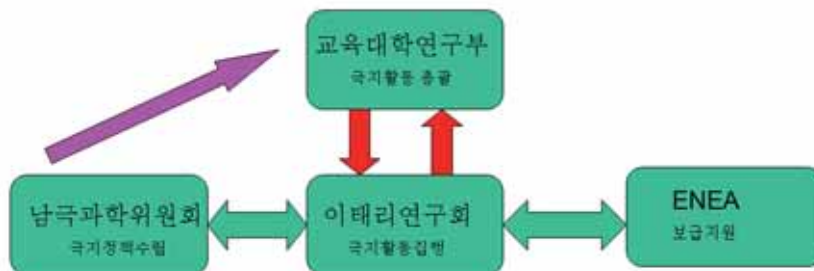 교육대학연구부
극지활동 총괄
남극과학위원회
극지정책수립
이태리연구회
극지활동집행
ENEA
보급지원